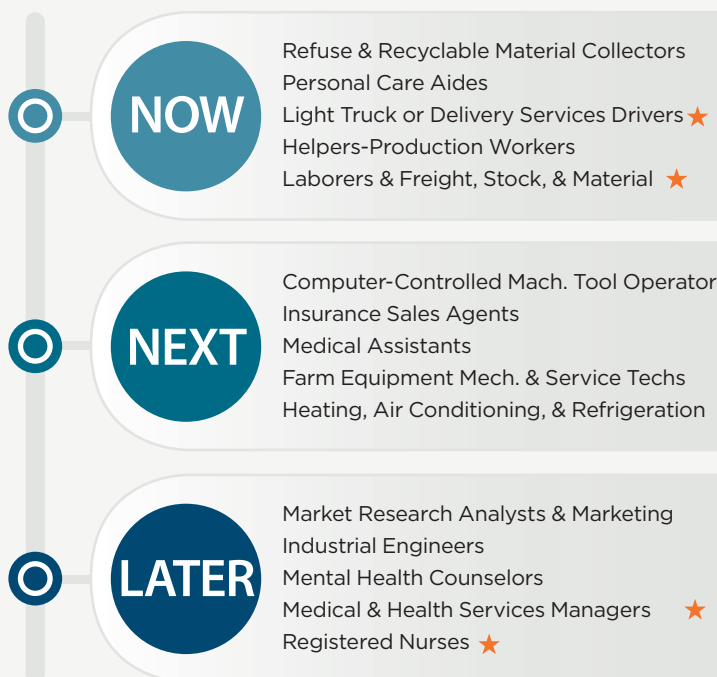 NOW
Refuse & Recyclable Material Collectors
Personal Care Aides
Light Truck or Delivery Services Drivers
Helpers-Production Workers
Laborers & Freight, Stock, & Material
NEXT
Computer-Controlled Mach. Tool Operator
Insurance Sales Agents
Medical Assistants
Farm Equipment Mech. & Service Techs
Heating, Air Conditioning, & Refrigeration
LATER
Market Research Analysts & Marketing
Industrial Engineers
Mental Health Counselors
Medical & Health Services Managers
Registered Nurses